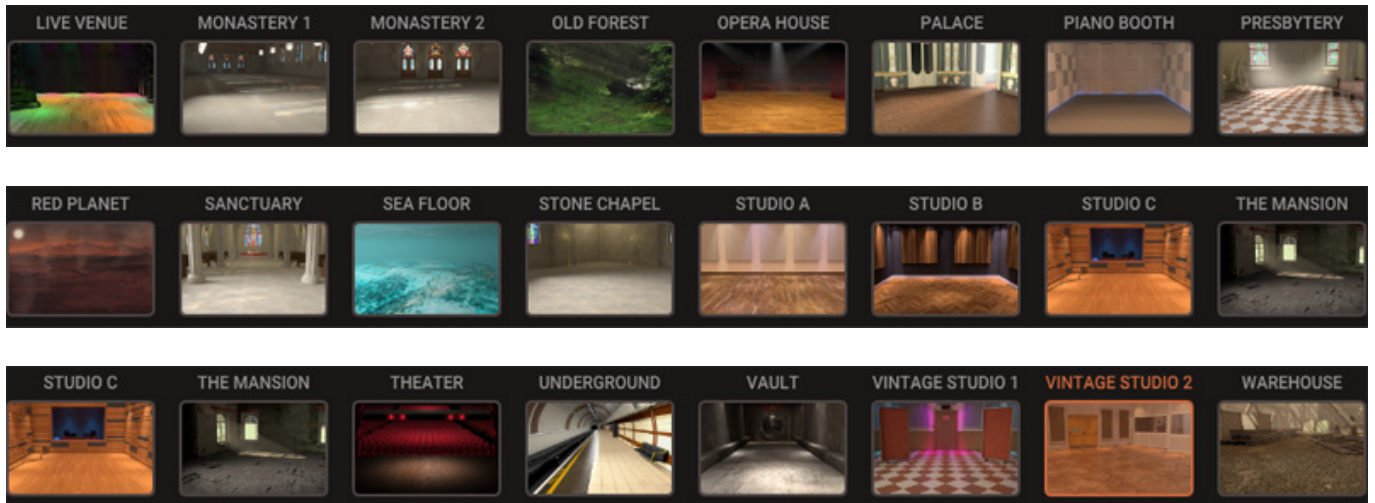 LIVE VENUE MONASTERY 1 MONASTERY 2 OLD FOREST OPERA HOUSE PALACE PIANO BOOTH PRESBYTERY
RED PLANET SANCTUARY SEA FLOOR STONE CHAPEL STUDIO A STUDIO B STUDIO C THE MANSION
STUDIO C THE MANSION THEATER UNDERGROUND VAULT VINTAGE STUDIO 1 VINTAGE STUDIO 2 WAREHOUSE